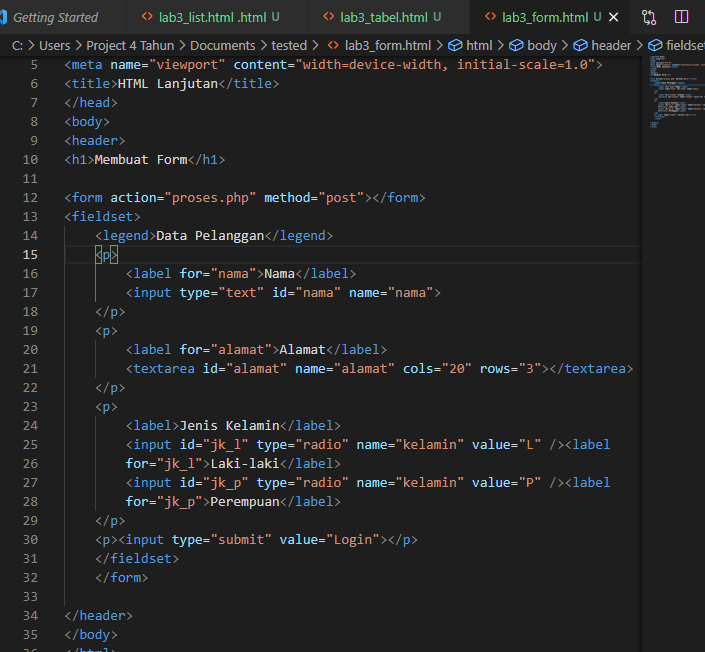 Getting Started
lab3_list.html .html U
lab3_tabel.html U
lab3_form.html U
C: > Users > Project 4 Tahun > Documents > tested > lab3_form.html > html > body > header > fieldset
5 <meta name="viewport" content="width=device-width, initial-scale=1.0">
6 <title>HTML Lanjutan</title>
7 </head>
8 <body>
9 <header>
10 <h1>Membuat Form</h1>
11
12 <form action="proses.php" method="post"></form>
13 <fieldset>
14 <legend>Data Pelanggan</legend>
15 <p>
16 <label for="nama">Nama</label>
17 <input type="text" id="nama" name="nama">
18 </p>
19 <p>
20 <label for="alamat">Alamat</label>
21 <textarea id="alamat" name="alamat" cols="20" rows="3"></textarea>
22 </p>
23 <p>
24 <label>Jenis Kelamin</label>
25 <input id="jk_l" type="radio" name="kelamin" value="L" /><label
26 for="jk_l">Laki-laki</label>
27 <input id="jk_p" type="radio" name="kelamin" value="P" /><label
28 for="jk_p">Perempuan</label>
29 </p>
30 <p><input type="submit" value="Login"></p>
31 </fieldset>
32 </form>
33
34 </header>
35 </body>
36 </html>